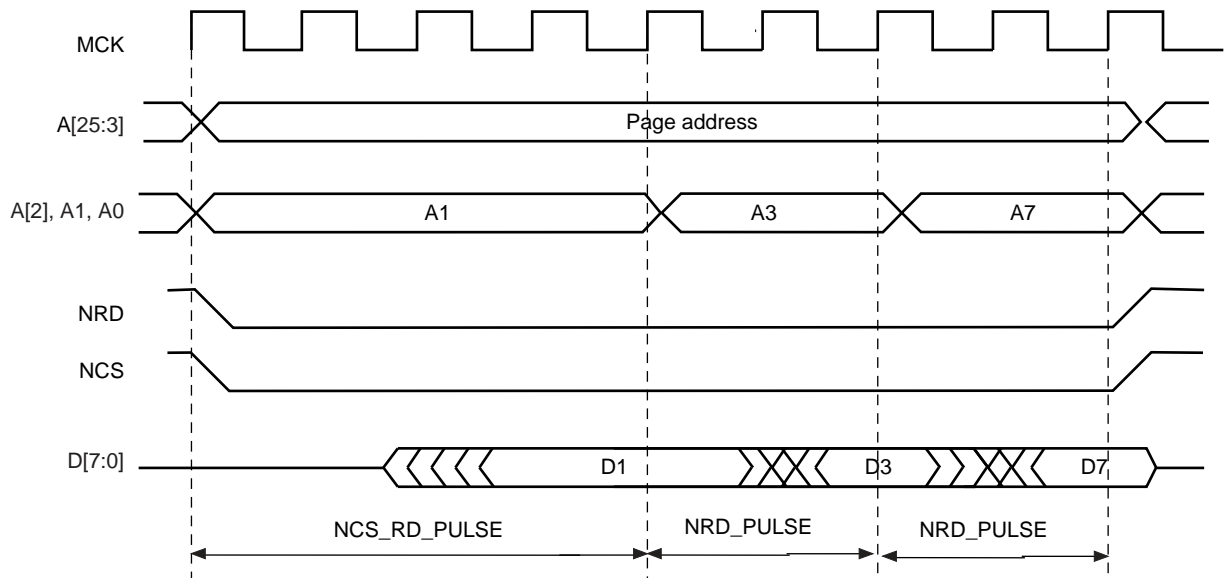 MCK
A[25:3]
Page address
A[2], A1, A0
A1
A3
A7
NRD
NCS
D[7:0]
D1
D3
D7
NCS_RD_PULSE
NRD_PULSE
NRD_PULSE